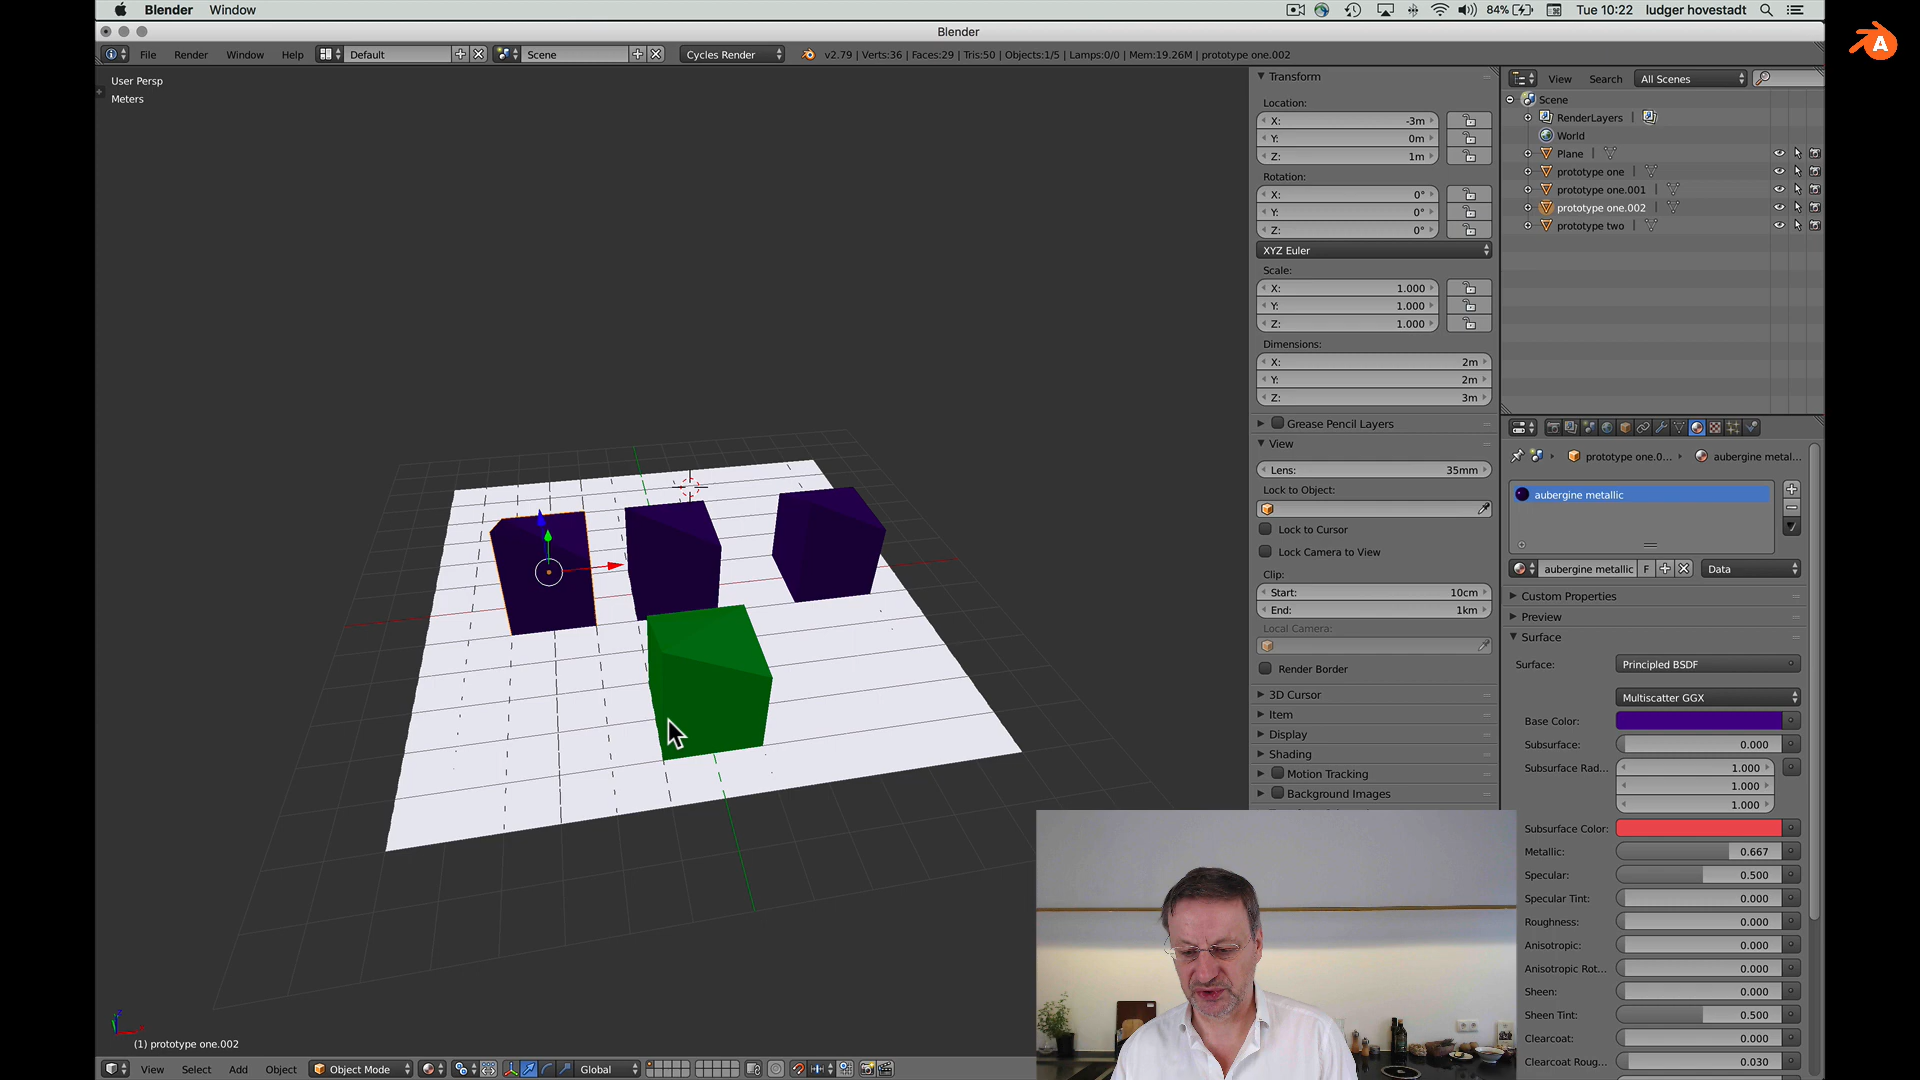 Blender Window 84% Tue 10:22 ludger hovestadt
Blender
File Render Window Help Default Scene Cycles Render v2.79 | Verts:36 | Faces:29 | Tris:50 | Objects:1/5 | Lamps:0/0 | Mem:19.26M | prototype one.002
User Persp
Meters
(1) prototype one.002
View Select Add Object Object Mode Global
Transform
Location:
X: -3m
Y: 0m
Z: 1m
Rotation:
X: 0°
Y: 0°
Z: 0°
XYZ Euler
Scale:
X: 1.000
Y: 1.000
Z: 1.000
Dimensions:
X: 2m
Y: 2m
Z: 3m
Grease Pencil Layers
View
Lens: 35mm
Lock to Object:
Lock to Cursor
Lock Camera to View
Clip:
Start: 10cm
End: 1km
Local Camera:
Render Border
3D Cursor
Item
Display
Shading
Motion Tracking
Background Images
View Search All Scenes
Scene
RenderLayers
World
Plane
prototype one
prototype one.001
prototype one.002
prototype two
prototype one.0... aubergine metal...
aubergine metallic
aubergine metallic F Data
Custom Properties
Preview
Surface
Surface: Principled BSDF
Multiscatter GGX
Base Color:
Subsurface: 0.000
Subsurface Rad... 1.000
1.000
1.000
Subsurface Color:
Metallic: 0.667
Specular: 0.500
Specular Tint: 0.000
Roughness: 0.000
Anisotropic: 0.000
Anisotropic Rot... 0.000
Sheen: 0.000
Sheen Tint: 0.500
Clearcoat: 0.000
Clearcoat Roug... 0.030
A